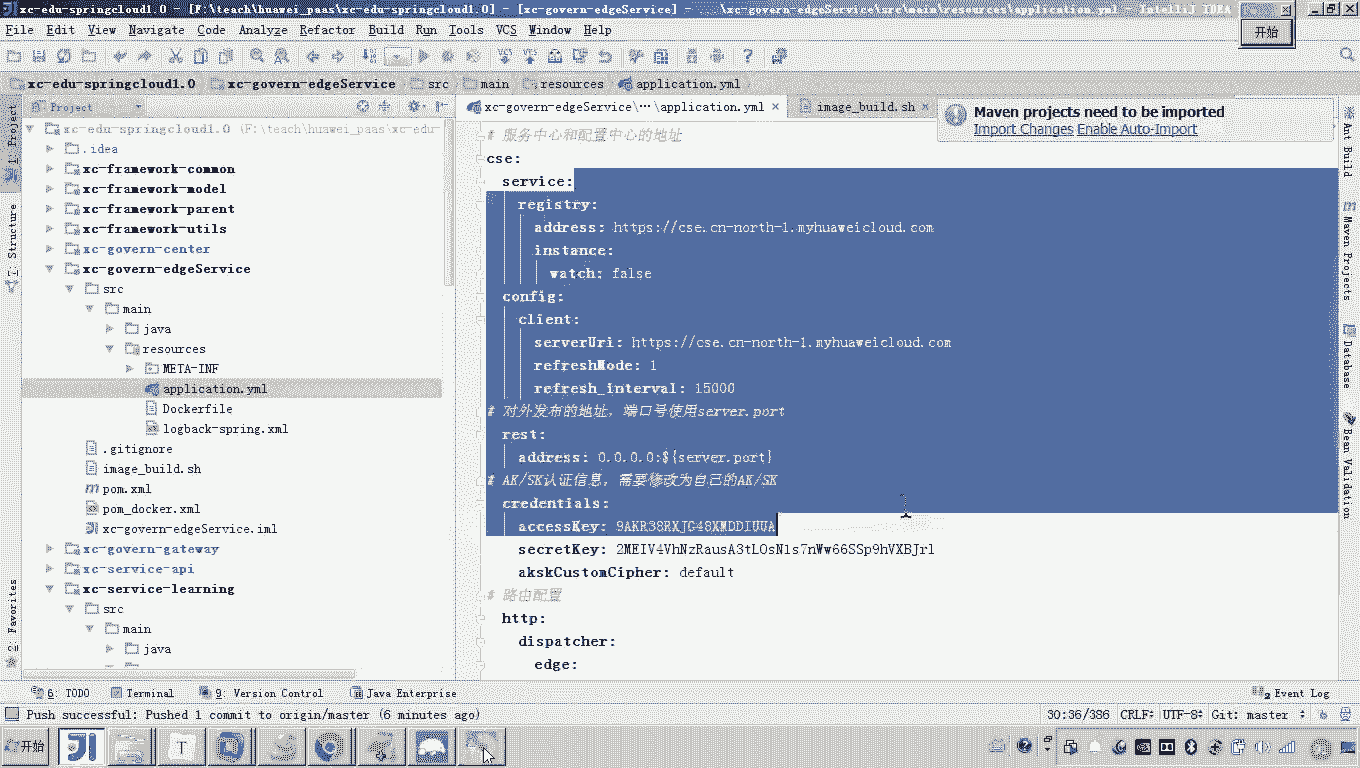 xc-edu-springcloud1.0 - [F:\teach\huawei_paas\xc-edu-springcloud1.0] - [xc-govern-edgeService] - ...\xc-govern-edgeService\src\main\resources\application.yml - IntelliJ IDEA
开始
File Edit View Navigate Code Analyze Refactor Build Run Tools VCS Window Help
xc-edu-springcloud1.0 xc-govern-edgeService src main resources application.yml
Project
xc-govern-edgeService\…\application.yml
image_build.sh
Maven projects need to be imported
Import Changes Enable Auto-Import
1: Project
7: Structure
2: Favorites
xc-edu-springcloud1.0 (F:\teach\huawei_paas\xc-edu-
.idea
xc-framework-common
xc-framework-model
xc-framework-parent
xc-framework-utils
xc-govern-center
xc-govern-edgeService
src
main
java
resources
META-INF
application.yml
Dockerfile
logback-spring.xml
.gitignore
image_build.sh
pom.xml
pom_docker.xml
xc-govern-edgeService.iml
xc-govern-gateway
xc-service-api
xc-service-learning
src
main
java
# 服务中心和配置中心的地址
cse:
service:
registry:
address: https://cse.cn-north-1.myhuaweicloud.com
instance:
watch: false
config:
client:
serverUri: https://cse.cn-north-1.myhuaweicloud.com
refreshMode: 1
refresh_interval: 15000
# 对外发布的地址，端口号使用server.port
rest:
address: 0.0.0.0:${server.port}
# AK/SK认证信息，需要修改为自己的AK/SK
credentials:
accessKey:
secretKey:
akskCustomCipher: default
# 路由配置
http:
dispatcher:
edge:
Ant Build
Maven Projects
Database
Bean Validation
6: TODO Terminal 9: Version Control Java Enterprise
2 Event Log
Push successful: Pushed 1 commit to origin/master (6 minutes ago)
30:36/386 CRLF UTF-8 Git: master
开始